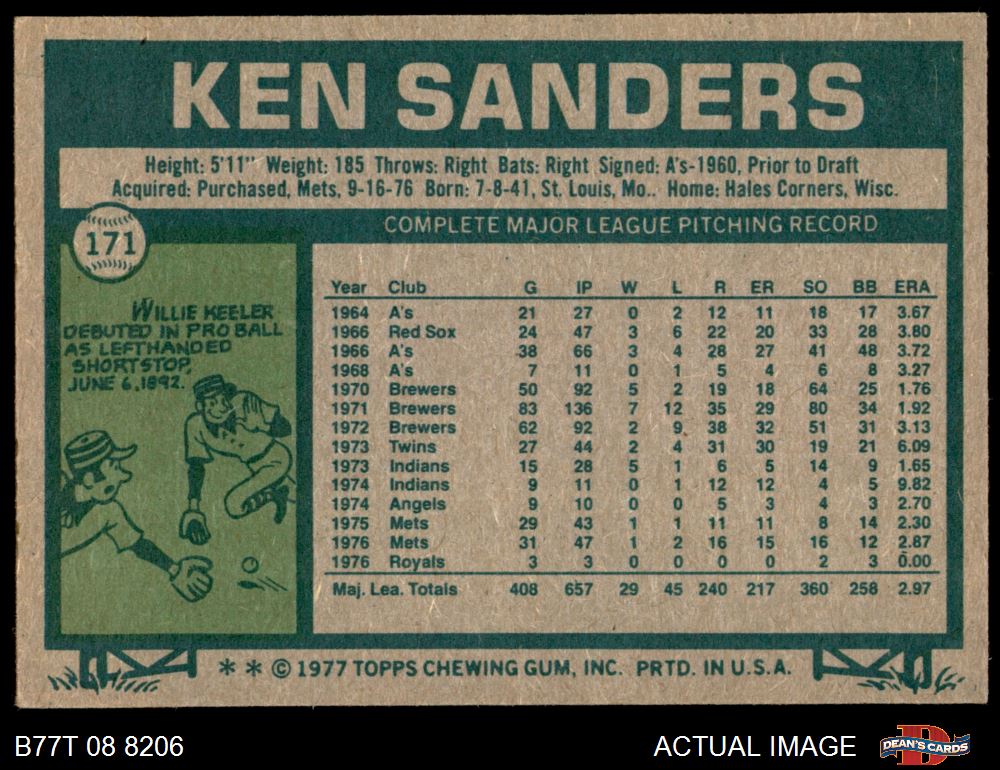 KEN SANDERS
Height: 5'11" Weight: 185 Throws: Right Bats: Right Signed: A's-1960, Prior to Draft
Acquired: Purchased, Mets, 9-16-76 Born: 7-8-41, St. Louis, Mo.. Home: Hales Corners, Wisc.
171
COMPLETE MAJOR LEAGUE PITCHING RECORD
WILLIE KEELER
DEBUTED IN PRO BALL
AS LEFTHANDED
SHORTSTOP,
JUNE 6, 1892.
Year Club G IP W L R ER SO BB ERA
1964 A's 21 27 0 2 12 11 18 17 3.67
1966 Red Sox 24 47 3 6 22 20 33 28 3.80
1966 A's 38 66 3 4 28 27 41 48 3.72
1968 A's 7 11 0 1 5 4 6 8 3.27
1970 Brewers 50 92 5 2 19 18 64 25 1.76
1971 Brewers 83 136 7 12 35 29 80 34 1.92
1972 Brewers 62 92 2 9 38 32 51 31 3.13
1973 Twins 27 44 2 4 31 30 19 21 6.09
1973 Indians 15 28 5 1 6 5 14 9 1.65
1974 Indians 9 11 0 1 12 12 4 5 9.82
1974 Angels 9 10 0 0 5 3 4 3 2.70
1975 Mets 29 43 1 1 11 11 8 14 2.30
1976 Mets 31 47 1 2 16 15 16 12 2.87
1976 Royals 3 3 0 0 0 0 2 3 0.00
Maj. Lea. Totals 408 657 29 45 240 217 360 258 2.97
** © 1977 TOPPS CHEWING GUM, INC. PRTD. IN U.S.A.
B77T 08 8206
ACTUAL IMAGE
DEAN'S CARDS